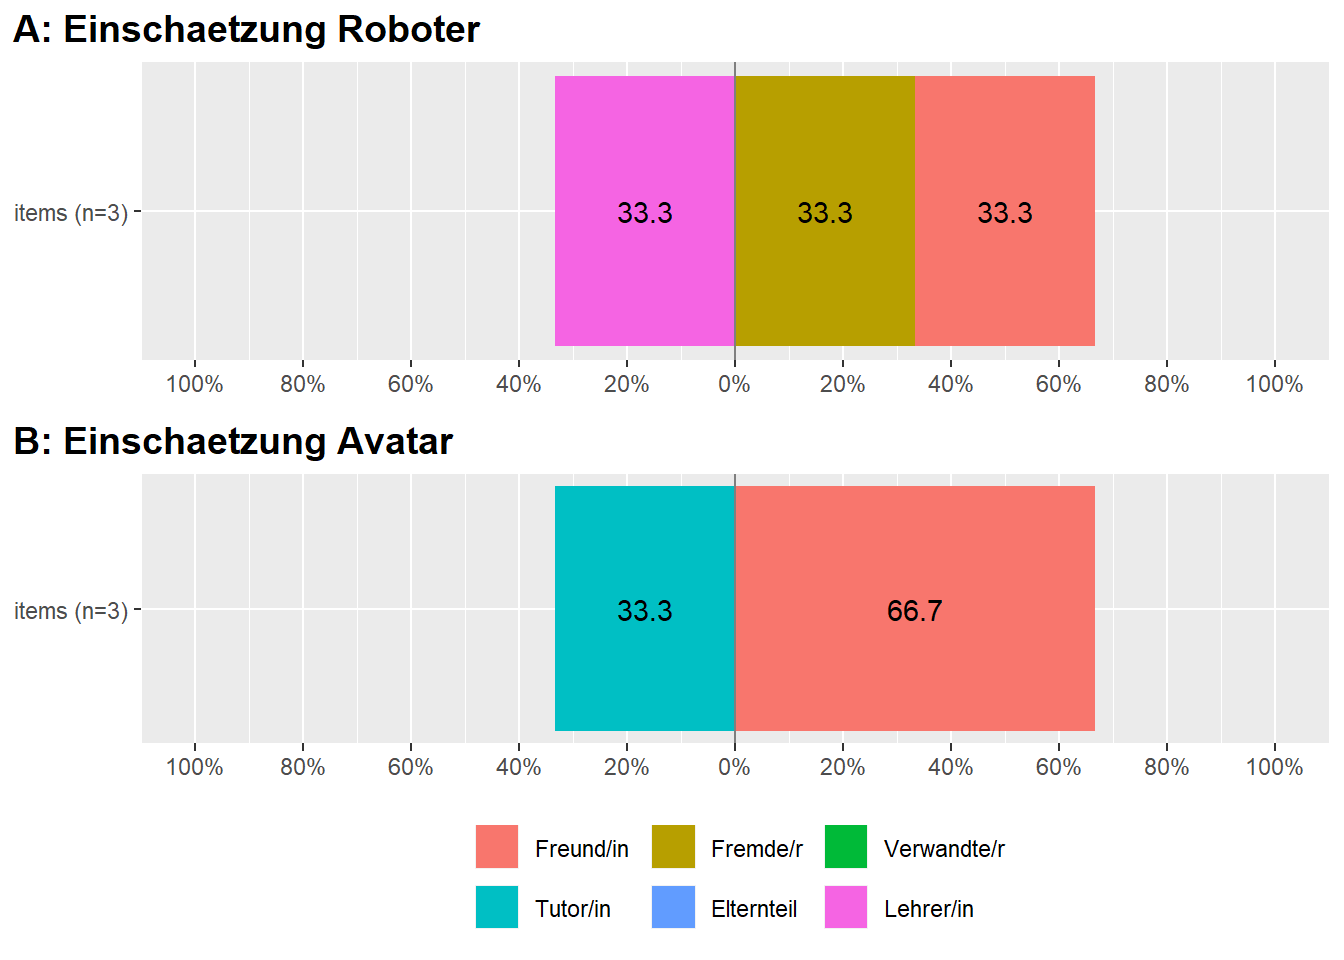 A: Einschaetzung Roboter
items (n=3)
33.3 33.3 33.3
100% 80% 60% 40% 20% 0% 20% 40% 60% 80% 100%
B: Einschaetzung Avatar
items (n=3)
33.3 66.7
100% 80% 60% 40% 20% 0% 20% 40% 60% 80% 100%
Freund/in Fremde/r Verwandte/r
Tutor/in Elternteil Lehrer/in